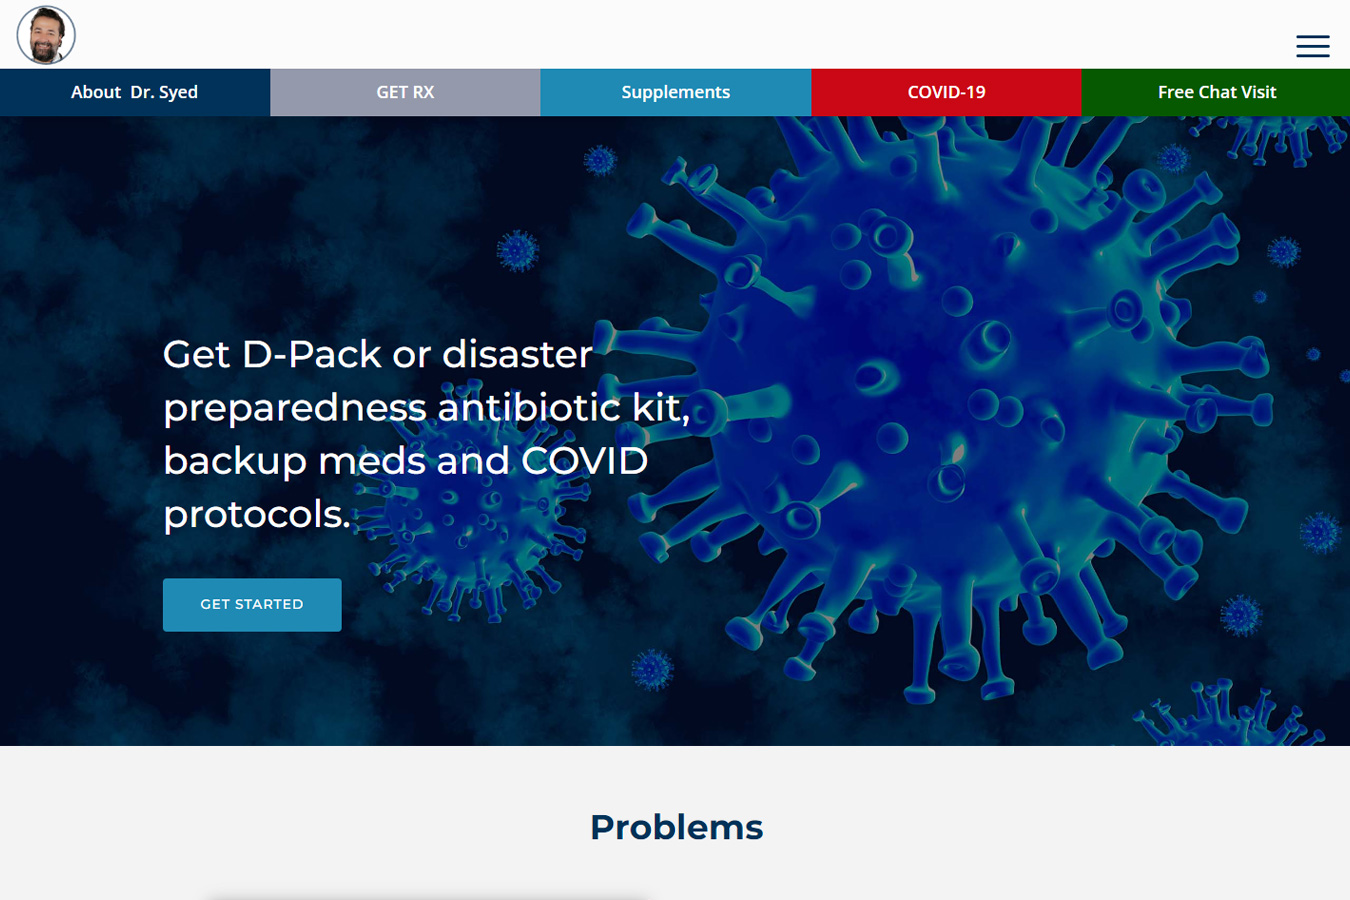 About  Dr. Syed
GET RX
Supplements
COVID-19
Free Chat Visit
Get D-Pack or disaster
preparedness antibiotic kit,
backup meds and COVID
protocols.
GET STARTED
Problems